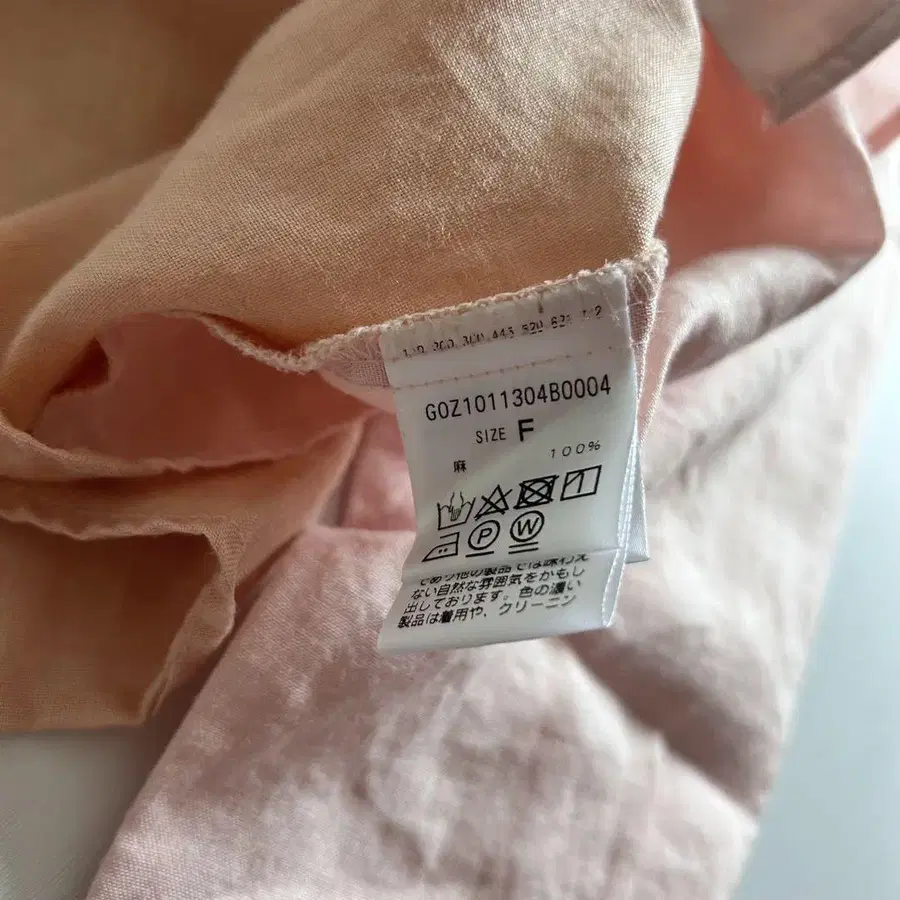 GOZ1011304B0004
SIZE F
麻 100%
P W
ない自然な雰囲気をかもし
出しております。色の濃い
製品は着用や、クリーニン